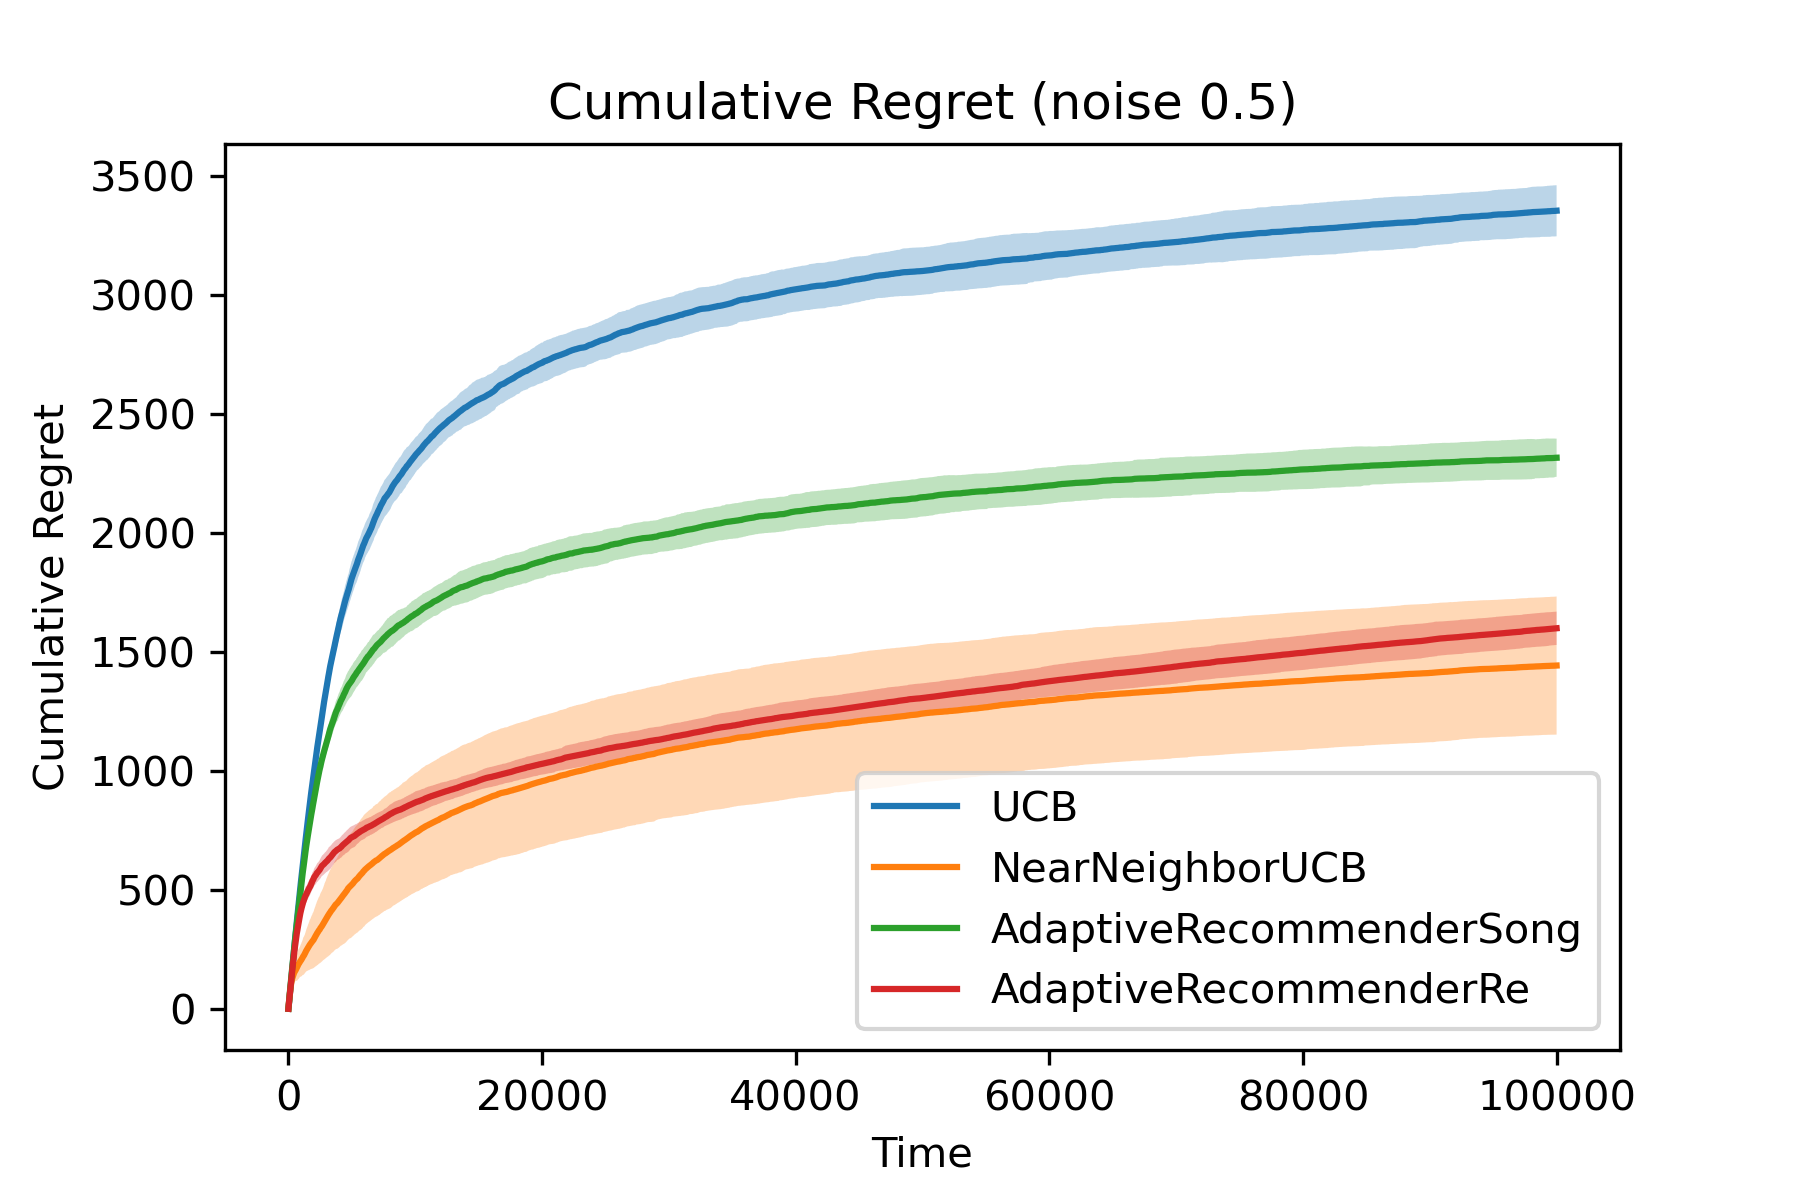 Cumulative Regret (noise 0.5)
3500
3000
2500
2000
1500
1000
500
0
Cumulative Regret
UCB
NearNeighborUCB
AdaptiveRecommenderSong
AdaptiveRecommenderRe
0 20000 40000 60000 80000 100000
Time